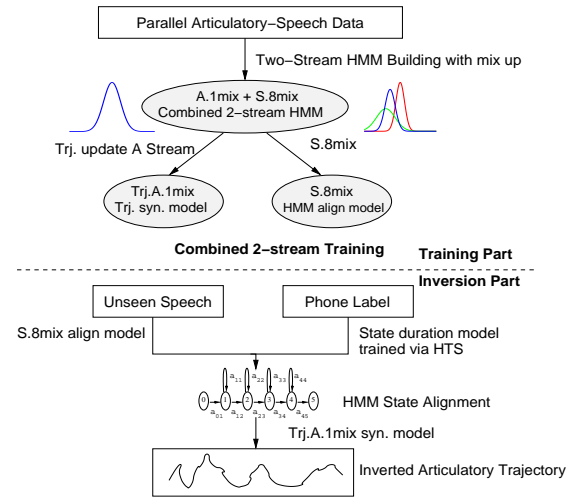 Parallel Articulatory−Speech Data
Two−Stream HMM Building with mix up
A.1mix + S.8mix
Combined 2−stream HMM
Trj. update A Stream
S.8mix
Trj.A.1mix
Trj. syn. model
S.8mix
HMM align model
Combined 2−stream Training
Training Part
Inversion Part
Unseen Speech
Phone Label
S.8mix align model
State duration model
trained via HTS
a11 a22 a33 a44
0 1 2 3 4 5
a01 a12 a23 a34 a45
HMM State Alignment
Trj.A.1mix syn. model
Inverted Articulatory Trajectory